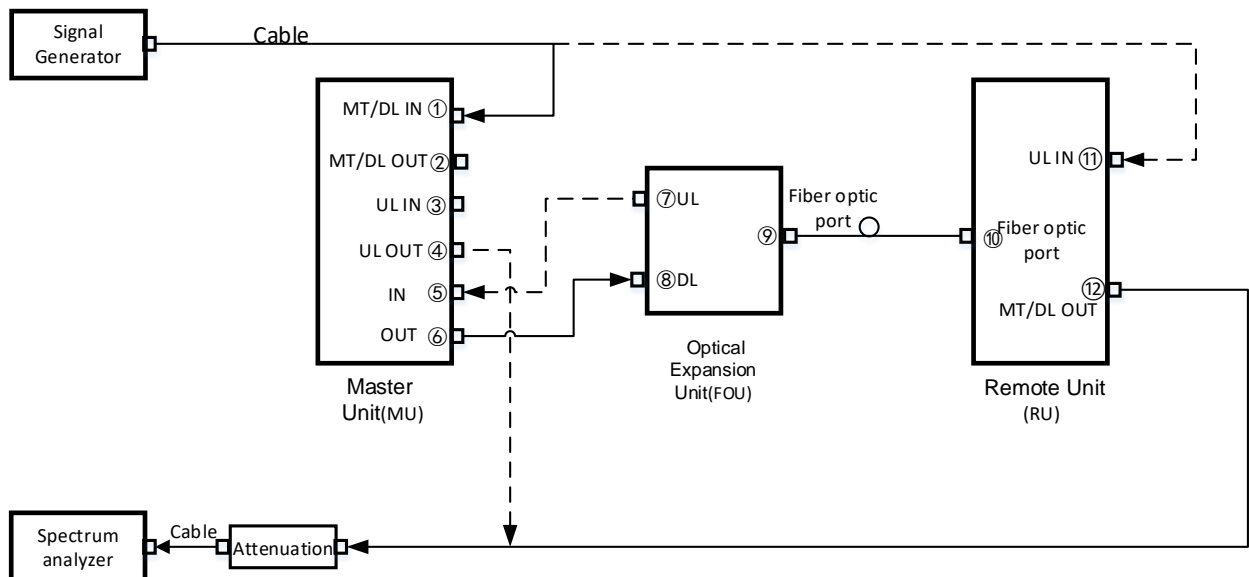 Signal
Generator
Cable
MT/DL IN ①
MT/DL OUT ②
UL IN ③
UL OUT ④
IN ⑤
OUT ⑥
Master
Unit(MU)
⑦UL
⑧DL
⑨
Optical
Expansion
Unit(FOU)
Fiber optic
port
UL IN ⑪
⑩Fiber optic
port
⑫
MT/DL OUT
Remote Unit
(RU)
Spectrum
analyzer
Cable
Attenuation